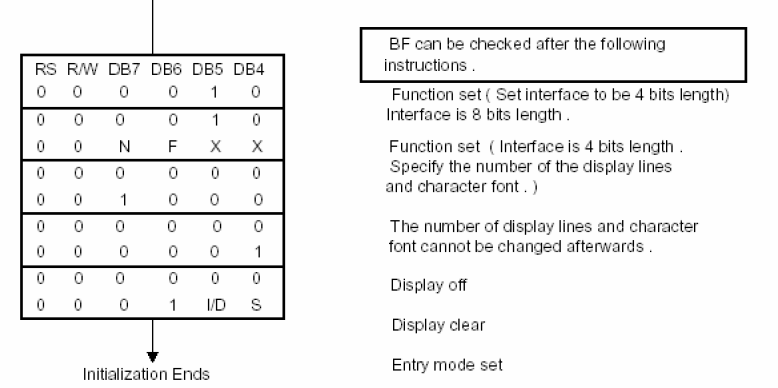 RS R/W DB7 DB6 DB5 DB4
0 0 0 0 1 0
0 0 0 0 1 0
0 0 N F X X
0 0 0 0 0 0
0 0 1 0 0 0
0 0 0 0 0 0
0 0 0 0 0 1
0 0 0 0 0 0
0 0 0 1 I/D S
Initialization Ends
BF can be checked after the following
instructions .
Function set ( Set interface to be 4 bits length)
Interface is 8 bits length .
Function set ( Interface is 4 bits length .
Specify the number of the display lines
and character font . )
The number of display lines and character
font cannot be changed afterwards .
Display off
Display clear
Entry mode set